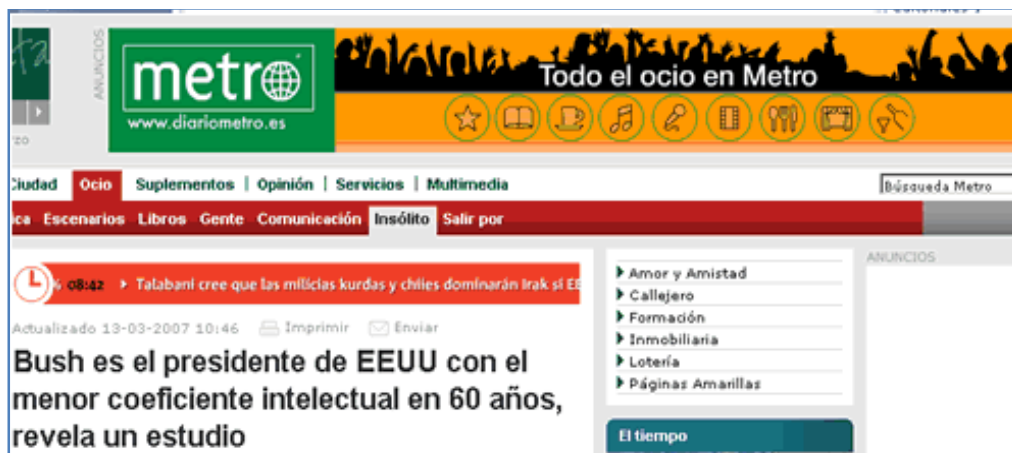 ANUNCIOS
metro
www.diariometro.es
Todo el ocio en Metro
Ciudad Ocio Suplementos | Opinión | Servicios | Multimedia
Búsqueda Metro
Escenarios Libros Gente Comunicación Insólito Salir por
08:42 Talabani cree que las milicias kurdas y chiíes dominarán Irak si
Actualizado 13-03-2007 10:46 Imprimir Enviar
Bush es el presidente de EEUU con el
menor coeficiente intelectual en 60 años,
revela un estudio
Amor y Amistad
Callejero
Formación
Inmobiliaria
Lotería
Páginas Amarillas
El tiempo
ANUNCIOS